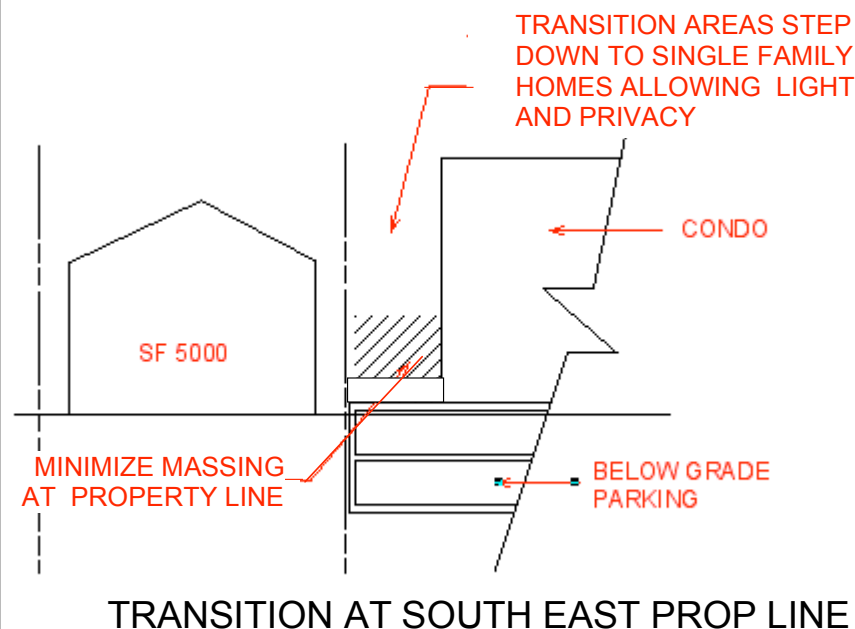 TRANSITION AREAS STEP
DOWN TO SINGLE FAMILY
HOMES ALLOWING LIGHT
AND PRIVACY
CONDO
SF 5000
MINIMIZE MASSING
AT PROPERTY LINE
BELOW GRADE
PARKING
TRANSITION AT SOUTH EAST PROP LINE